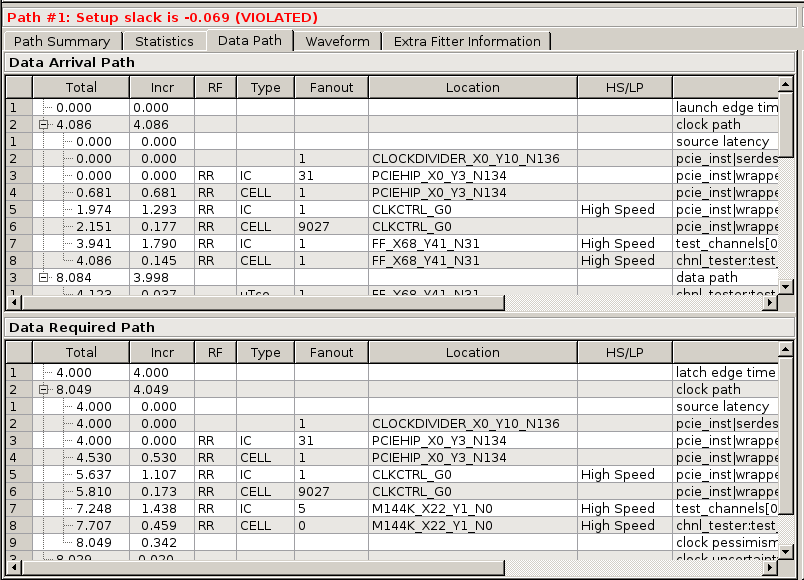 Path #1: Setup slack is -0.069 (VIOLATED)
Path Summary Statistics Data Path Waveform Extra Fitter Information
Data Arrival Path
Total Incr RF Type Fanout Location HS/LP
1 0.000 0.000 launch edge tim
2 4.086 4.086 clock path
1 0.000 0.000 source latency
2 0.000 0.000 1 CLOCKDIVIDER_X0_Y10_N136 pcie_inst|serdes
3 0.000 0.000 RR IC 31 PCIEHIP_X0_Y3_N134 pcie_inst|wrappe
4 0.681 0.681 RR CELL 1 PCIEHIP_X0_Y3_N134 pcie_inst|wrappe
5 1.974 1.293 RR IC 1 CLKCTRL_G0 High Speed pcie_inst|wrappe
6 2.151 0.177 RR CELL 9027 CLKCTRL_G0 pcie_inst|wrappe
7 3.941 1.790 RR IC 1 FF_X68_Y41_N31 High Speed test_channels[0
8 4.086 0.145 RR CELL 1 FF_X68_Y41_N31 High Speed chnl_tester:test_
3 8.084 3.998 data path
1 4.123 0.037 uTco 1 FF_X68_Y41_N31 chnl_tester:test_
Data Required Path
Total Incr RF Type Fanout Location HS/LP
1 4.000 4.000 latch edge time
2 8.049 4.049 clock path
1 4.000 0.000 source latency
2 4.000 0.000 1 CLOCKDIVIDER_X0_Y10_N136 pcie_inst|serdes
3 4.000 0.000 RR IC 31 PCIEHIP_X0_Y3_N134 pcie_inst|wrappe
4 4.530 0.530 RR CELL 1 PCIEHIP_X0_Y3_N134 pcie_inst|wrappe
5 5.637 1.107 RR IC 1 CLKCTRL_G0 High Speed pcie_inst|wrappe
6 5.810 0.173 RR CELL 9027 CLKCTRL_G0 pcie_inst|wrappe
7 7.248 1.438 RR IC 5 M144K_X22_Y1_N0 High Speed test_channels[0
8 7.707 0.459 RR CELL 0 M144K_X22_Y1_N0 High Speed chnl_tester:test_
9 8.049 0.342 clock pessimism
3 8.029 -0.020 clock uncertaint